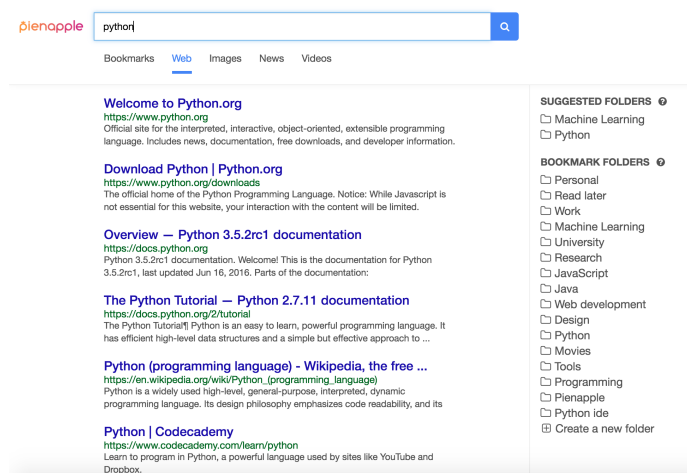 pienapple
python
Bookmarks Web Images News Videos
Welcome to Python.org
https://www.python.org
Official site for the interpreted, interactive, object-oriented, extensible programming
language. Includes news, documentation, free downloads, and developer information.
Download Python | Python.org
https://www.python.org/downloads
The official home of the Python Programming Language. Notice: While Javascript is
not essential for this website, your interaction with the content will be limited.
Overview — Python 3.5.2rc1 documentation
https://docs.python.org
Python 3.5.2rc1 documentation. Welcome! This is the documentation for Python
3.5.2rc1, last updated Jun 16, 2016. Parts of the documentation:
The Python Tutorial — Python 2.7.11 documentation
https://docs.python.org/2/tutorial
The Python Tutorial¶ Python is an easy to learn, powerful programming language. It
has efficient high-level data structures and a simple but effective approach to ...
Python (programming language) - Wikipedia, the free ...
https://en.wikipedia.org/wiki/Python_(programming_language)
Python is a widely used high-level, general-purpose, interpreted, dynamic
programming language. Its design philosophy emphasizes code readability, and its
Python | Codecademy
https://www.codecademy.com/learn/python
Learn to program in Python, a powerful language used by sites like YouTube and
Dropbox.
SUGGESTED FOLDERS ?
Machine Learning
Python
BOOKMARK FOLDERS ?
Personal
Read later
Work
Machine Learning
University
Research
JavaScript
Java
Web development
Design
Python
Movies
Tools
Programming
Pienapple
Python ide
Create a new folder